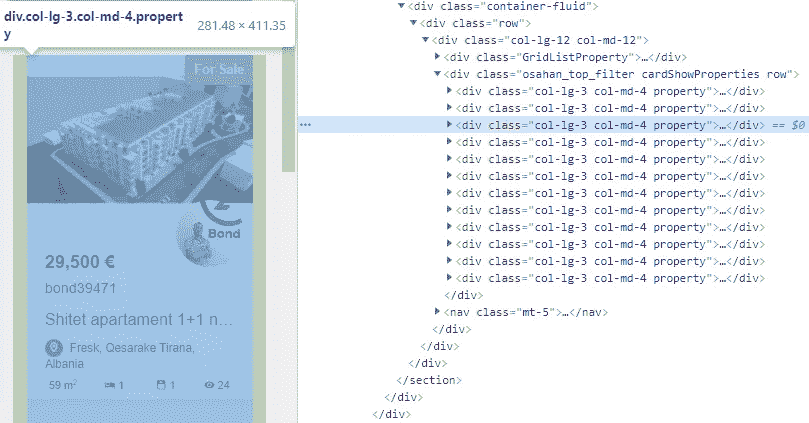 div.col-lg-3.col-md-4.propert
y
281.48 × 411.35
For Sale
Bond
29,500 €
bond39471
Shitet apartament 1+1 n...
Fresk, Qesarake Tirana,
Albania
59 m² 1 1 24
▼<div class="container-fluid">
▼<div class="row">
▼<div class="col-lg-12 col-md-12">
▶<div class="GridListProperty">…</div>
▼<div class="osahan_top_filter cardShowProperties row">
▶<div class="col-lg-3 col-md-4 property">…</div>
▶<div class="col-lg-3 col-md-4 property">…</div>
▶<div class="col-lg-3 col-md-4 property">…</div> == $0
▶<div class="col-lg-3 col-md-4 property">…</div>
▶<div class="col-lg-3 col-md-4 property">…</div>
▶<div class="col-lg-3 col-md-4 property">…</div>
▶<div class="col-lg-3 col-md-4 property">…</div>
▶<div class="col-lg-3 col-md-4 property">…</div>
▶<div class="col-lg-3 col-md-4 property">…</div>
▶<div class="col-lg-3 col-md-4 property">…</div>
▶<div class="col-lg-3 col-md-4 property">…</div>
▶<div class="col-lg-3 col-md-4 property">…</div>
</div>
▶<nav class="mt-5">…</nav>
</div>
</div>
</div>
</section>
</div>
</div>